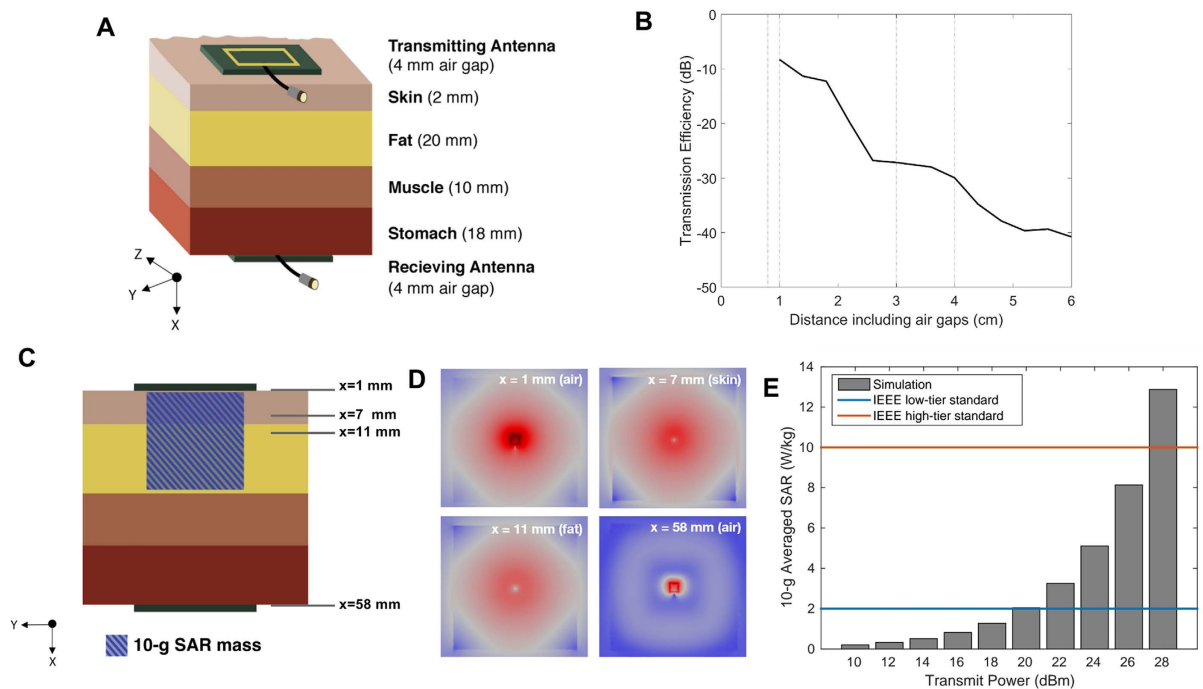 A
Transmitting Antenna
(4 mm air gap)
Skin (2 mm)
Fat (20 mm)
Muscle (10 mm)
Stomach (18 mm)
Recieving Antenna
(4 mm air gap)
Z
Y
X
B
Transmission Efficiency (dB)
0
-10
-20
-30
-40
-50
0 1 2 3 4 5 6
Distance including air gaps (cm)
C
x=1 mm
x=7 mm
x=11 mm
x=58 mm
Y
X
10-g SAR mass
D
x = 1 mm (air)
x = 7 mm (skin)
x = 11 mm (fat)
x = 58 mm (air)
E
10-g Averaged SAR (W/kg)
14
12
10
8
6
4
2
0
Simulation
IEEE low-tier standard
IEEE high-tier standard
10 12 14 16 18 20 22 24 26 28
Transmit Power (dBm)